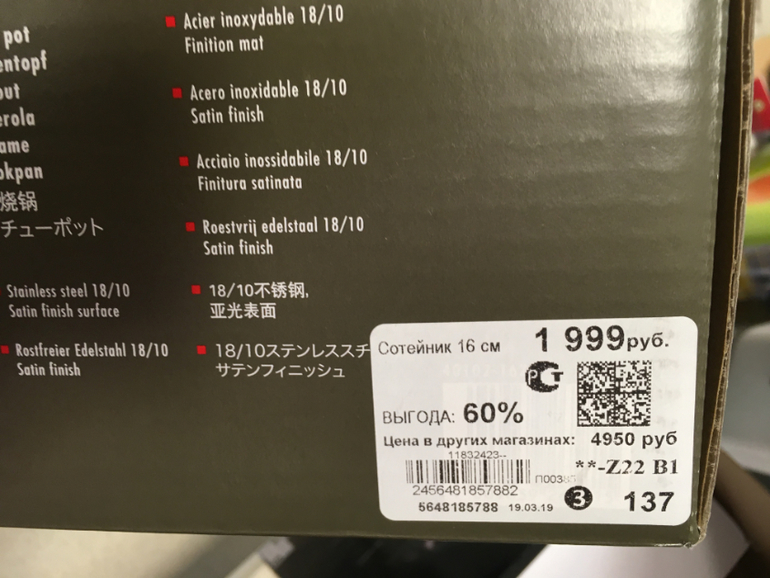 pot
entopf
out
erola
ame
okpan
烧锅
チューポット
Stainless steel 18/10
Satin finish surface
Rostfreier Edelstahl 18/10
Satin finish
Acier inoxydable 18/10
Finition mat
Acero inoxidable 18/10
Satin finish
Acciaio inossidabile 18/10
Finitura satinata
Roestvrij edelstaal 18/10
Satin finish
18/10不锈钢,
亚光表面
18/10ステンレススチ
サテンフィニッシュ
Сотейник 16 см 1 999 руб.
РСТ
ВЫГОДА: 60%
Цена в других магазинах: 4950 руб
11832423--
**-Z22 B1
2456481857882
5648185788 19.03.19 3 137